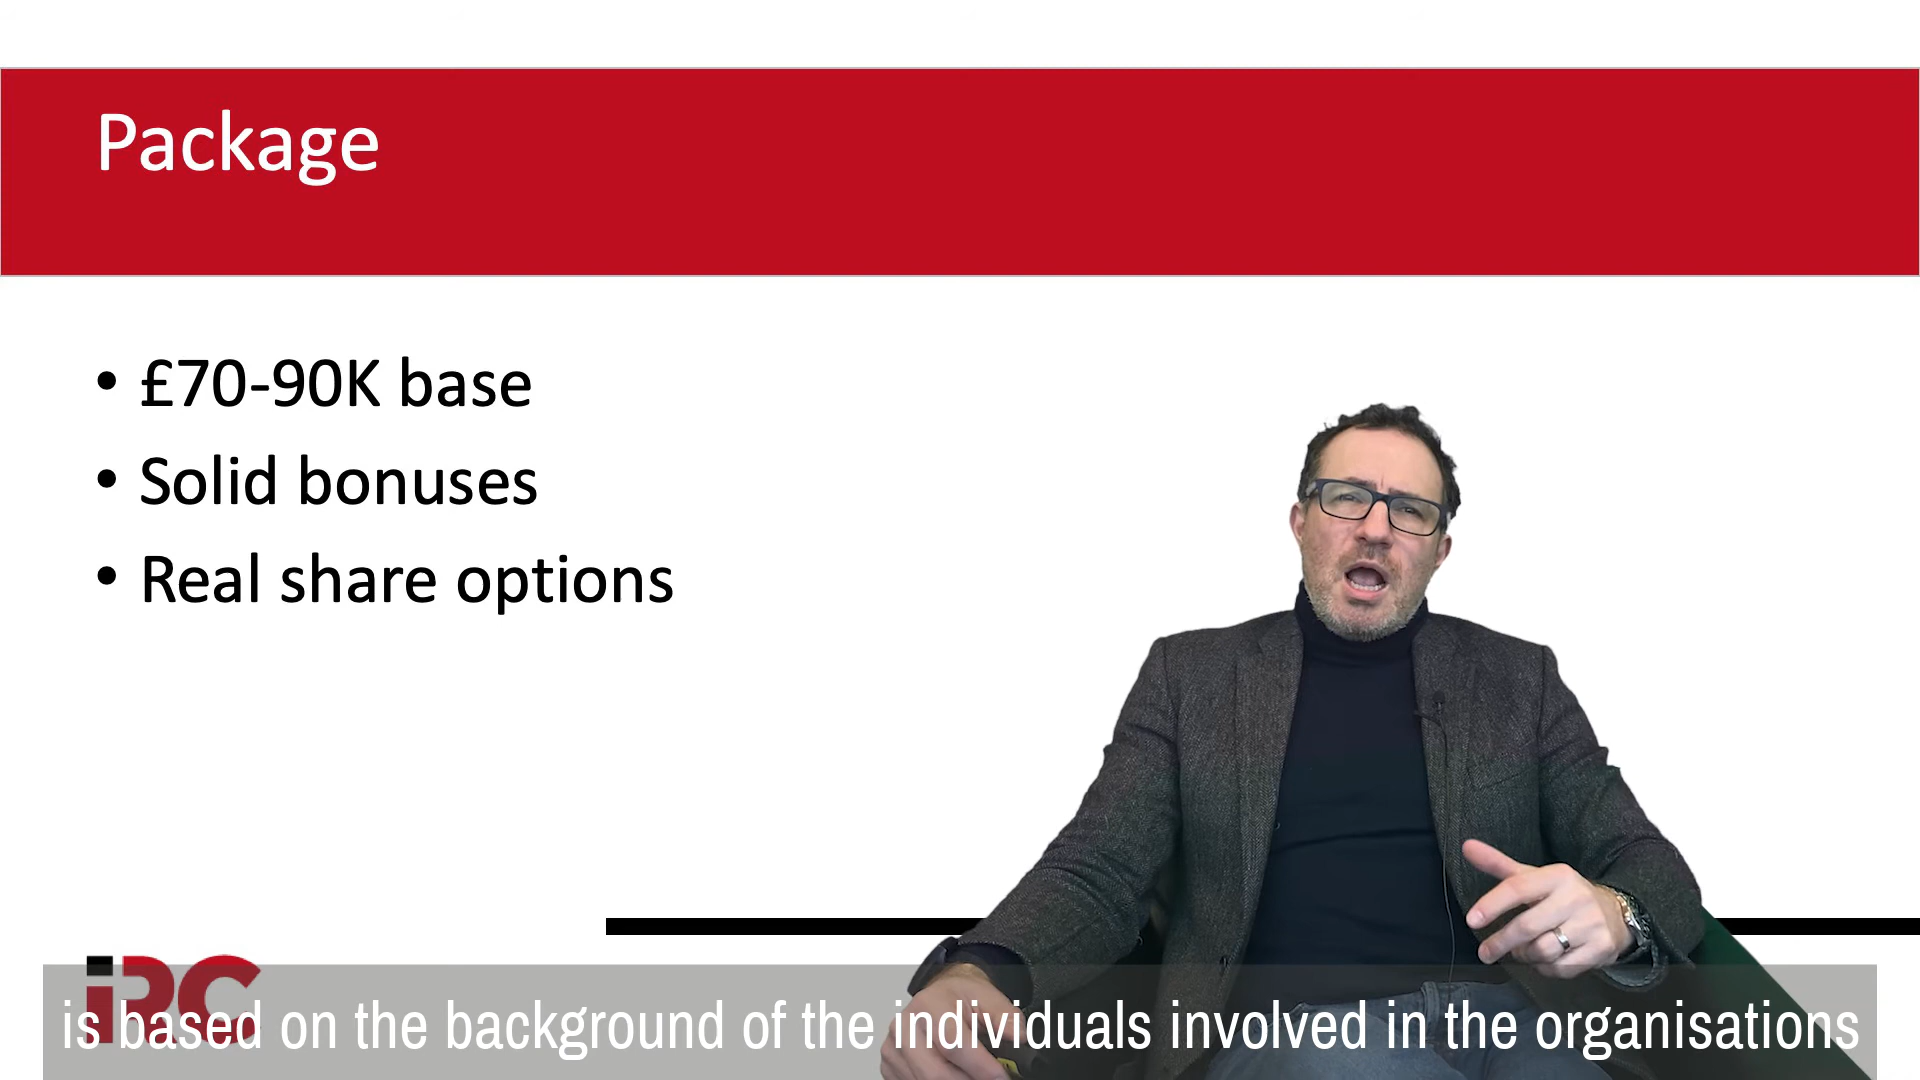 Package
• £70-90K base
• Solid bonuses
• Real share options
iRC
is based on the background of the individuals involved in the organisations